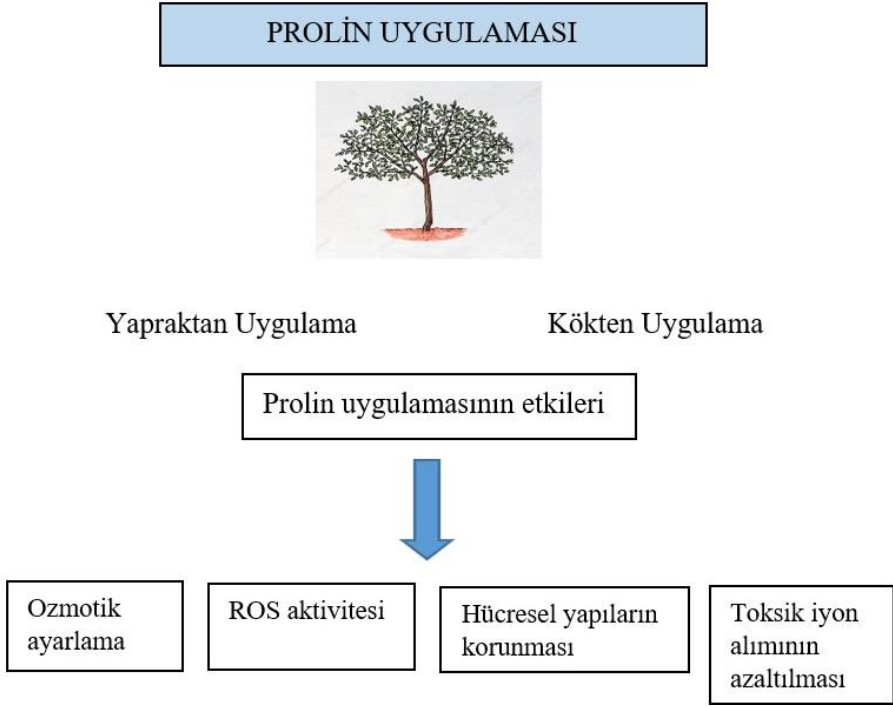 PROLİN UYGULAMASI
Yapraktan Uygulama
Kökten Uygulama
Prolin uygulamasının etkileri
Ozmotik
ayarlama
ROS aktivitesi
Hücresel yapıların
korunması
Toksik iyon
alımının
azaltılması